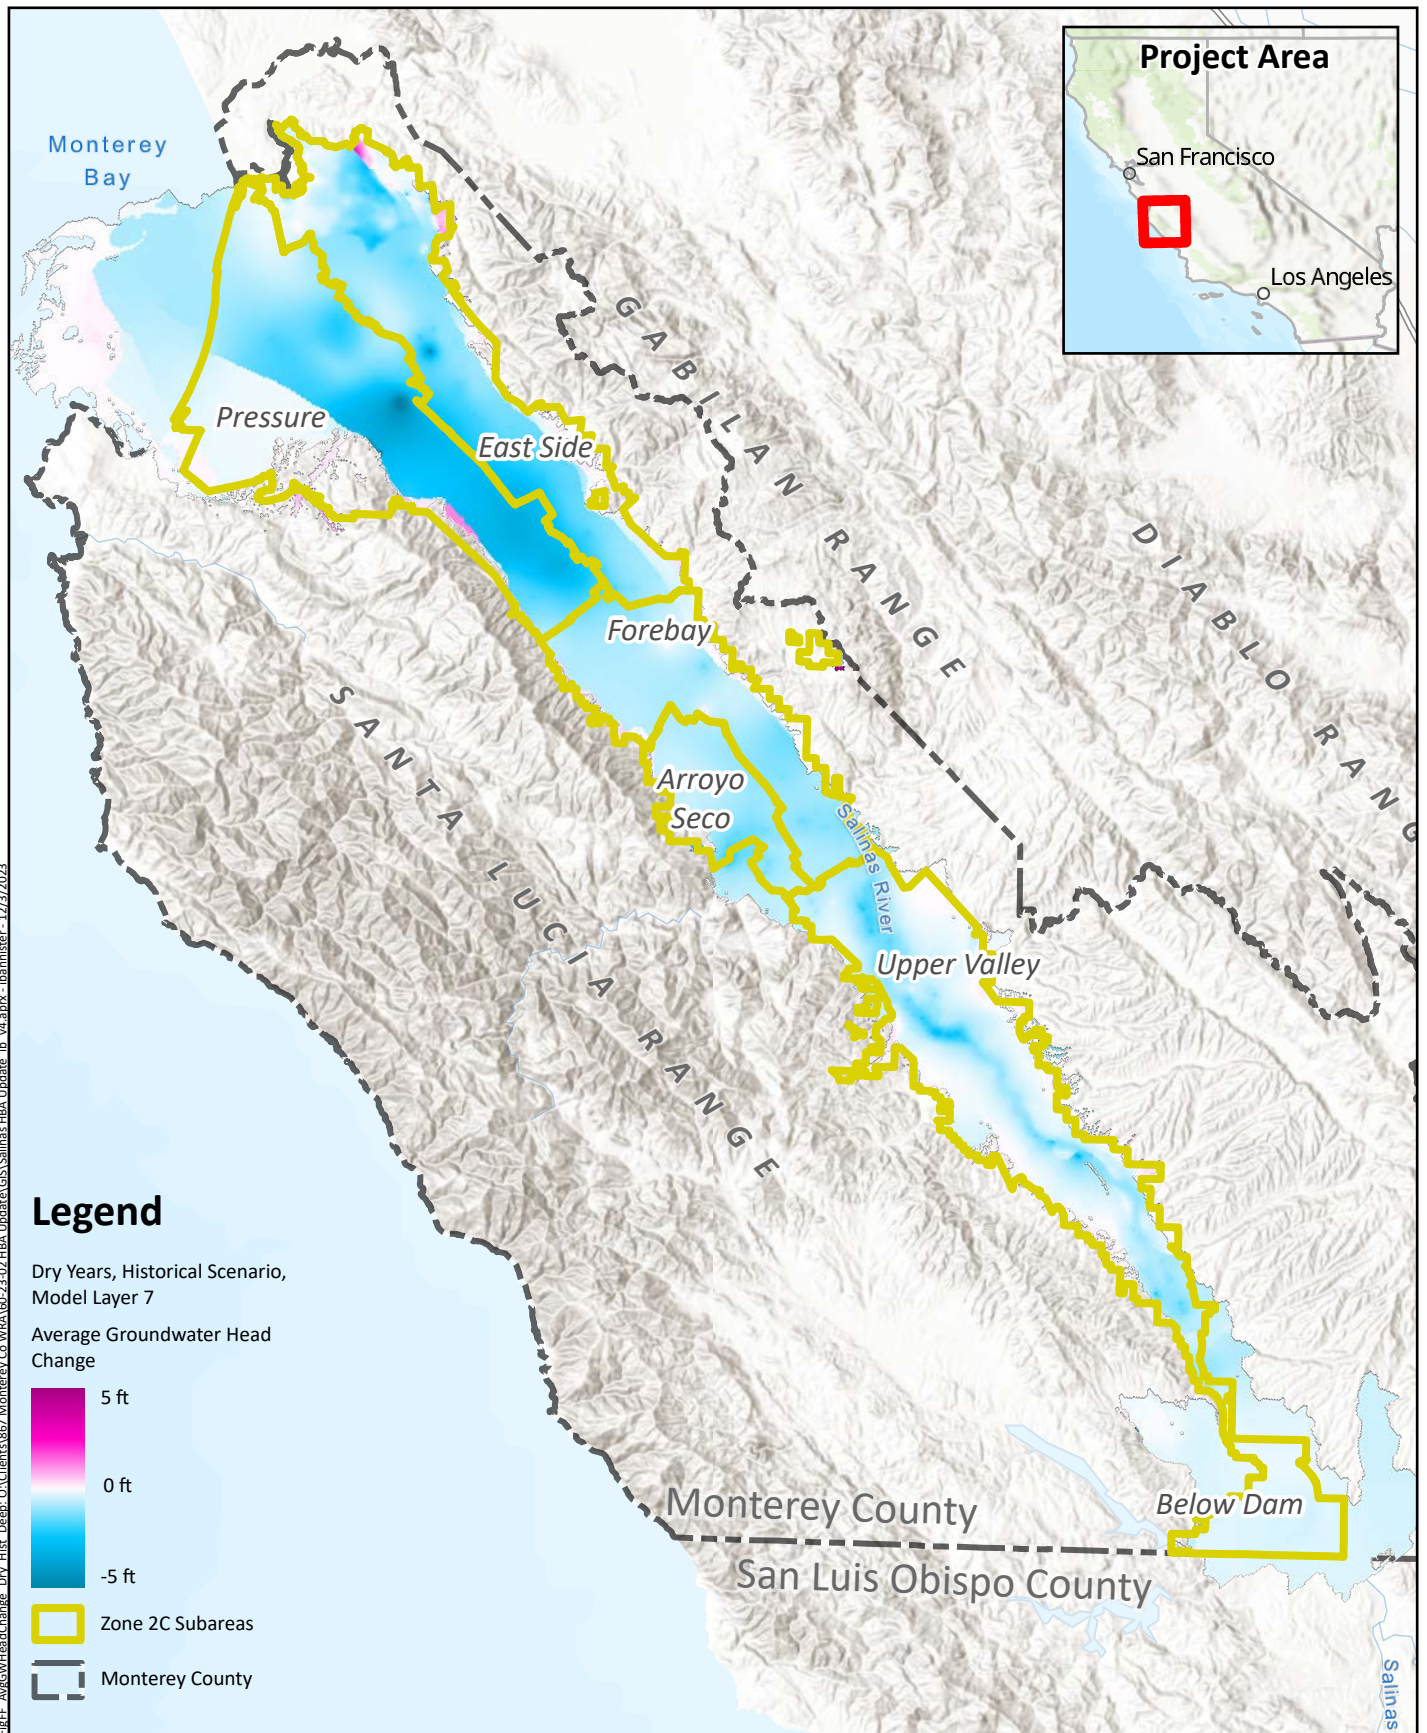 Project Area
San Francisco
Los Angeles
Monterey
Bay
GABILAN RANGE
DIABLO RANG
Pressure
East Side
Forebay
Arroyo
Seco
Salinas River
Upper Valley
SANTA LUCIA RANGE
Below Dam
Monterey County
San Luis Obispo County
Salinas
Legend
Dry Years, Historical Scenario,
Model Layer 7
Average Groundwater Head
Change
5 ft
0 ft
-5 ft
Zone 2C Subareas
Monterey County